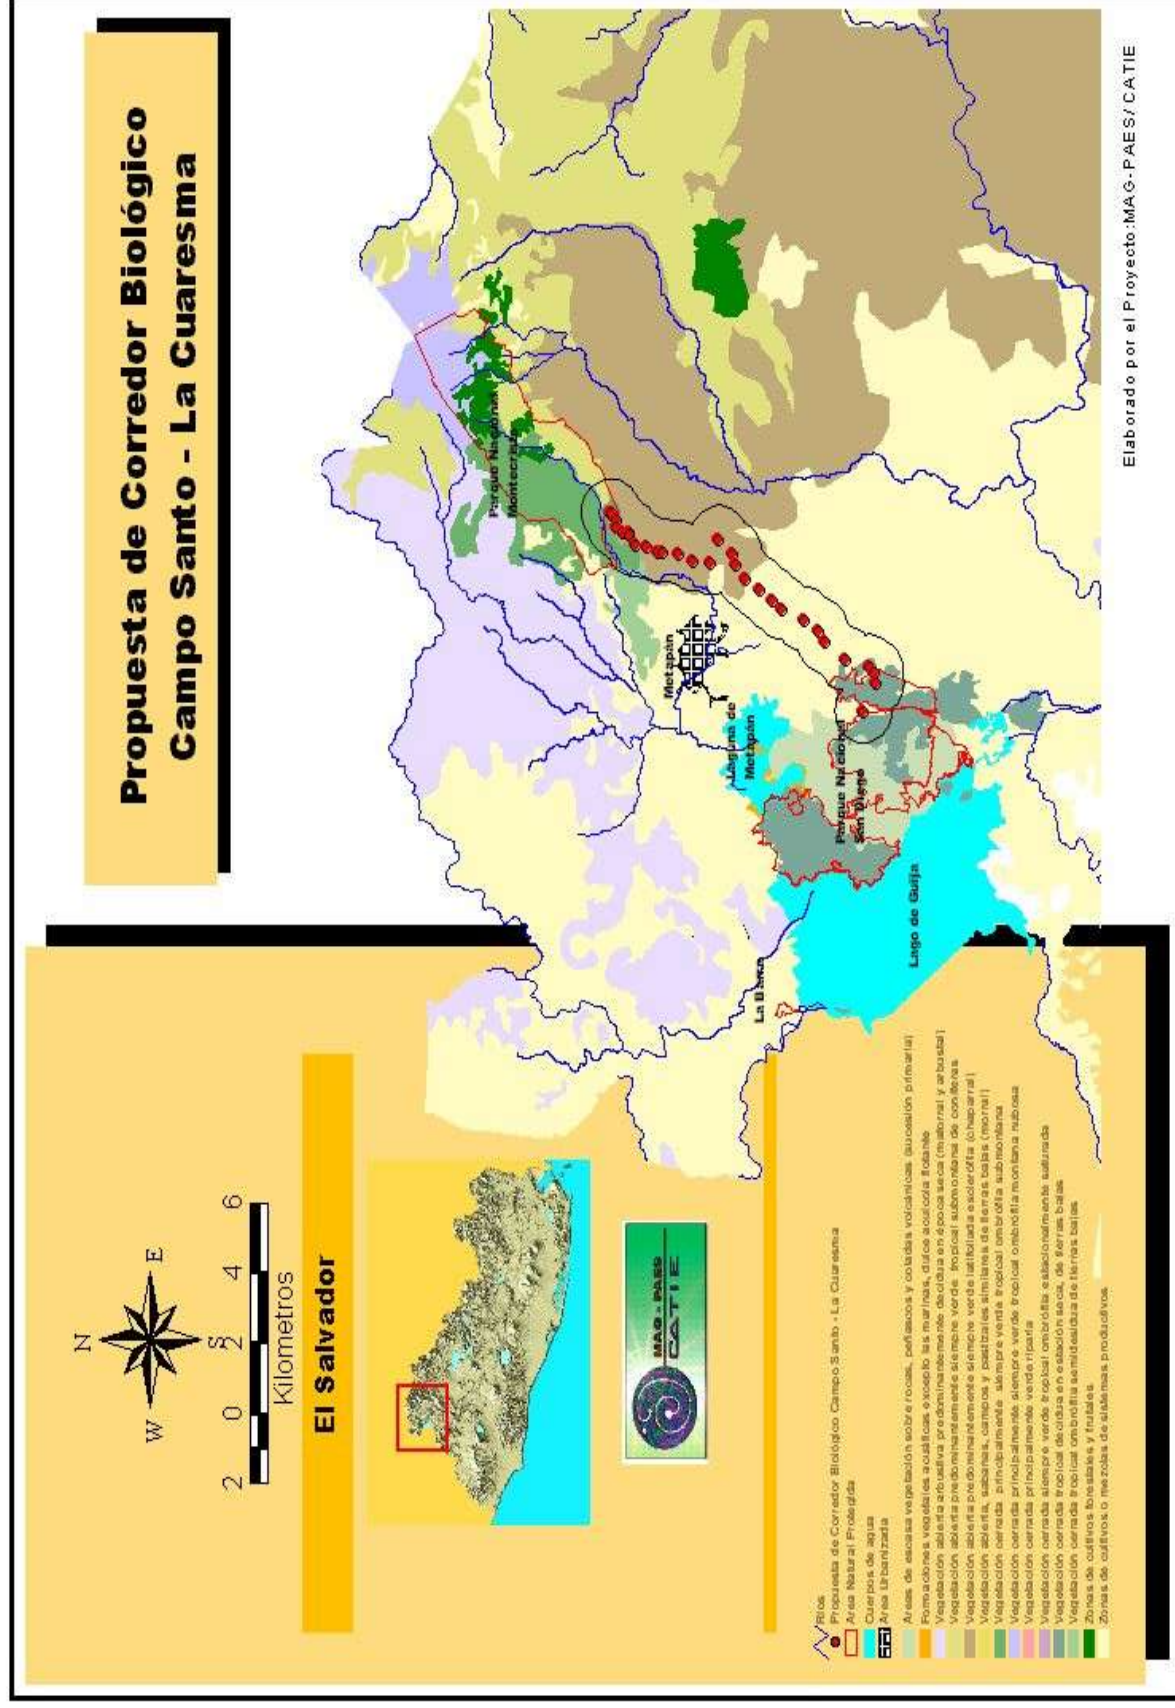 Propuesta de Corredor Biológico
Campo Santo - La Cuaresma
N
W
E
S
2 0 2 4 6
Kilometros
El Salvador
MAG - PAES
CATIE
Parque Nacional
Montecristo
Metapán
Laguna de
Metapán
Parque Nacional
San Diego
Lago de Guija
Rios
Propuesta de Corredor Biológico Campo Santo - La Cuaresma
Area Natural Protegida
Cuerpos de agua
Area Urbanizada
Areas de escasa vegetación sobre rocas, peñascos y coladas volcánicas (sucesión primaria)
Formaciones vegetales acuáticas excepto las marinas, dulce acuícola flotante
Vegetación abierta arbustiva predominantemente decidua en época seca (matorral y arbustal)
Vegetación abierta predominantemente siempre verde tropical submontana de coníferas
Vegetación abierta predominantemente siempre verde latifoliada esclerófila (chaparral)
Vegetación abierta, sabanas, campos y pastizales similares de tierras bajas (morral)
Vegetación cerrada principalmente siempre verde tropical ombrófila submontana
Vegetación cerrada principalmente siempre verde tropical ombrófila montana nubosa
Vegetación cerrada principalmente verde riparia
Vegetación cerrada siempre verde tropical ombrófila estacionalmente saturada
Vegetación cerrada tropical decidua en estación seca, de tierras bajas
Vegetación cerrada tropical ombrófila semidecidua de tierras bajas
Zonas de cultivos forestales y frutales
Zonas de cultivos o mezclas de sistemas productivos
Elaborado por el Proyecto:MAG-PAES/CATIE